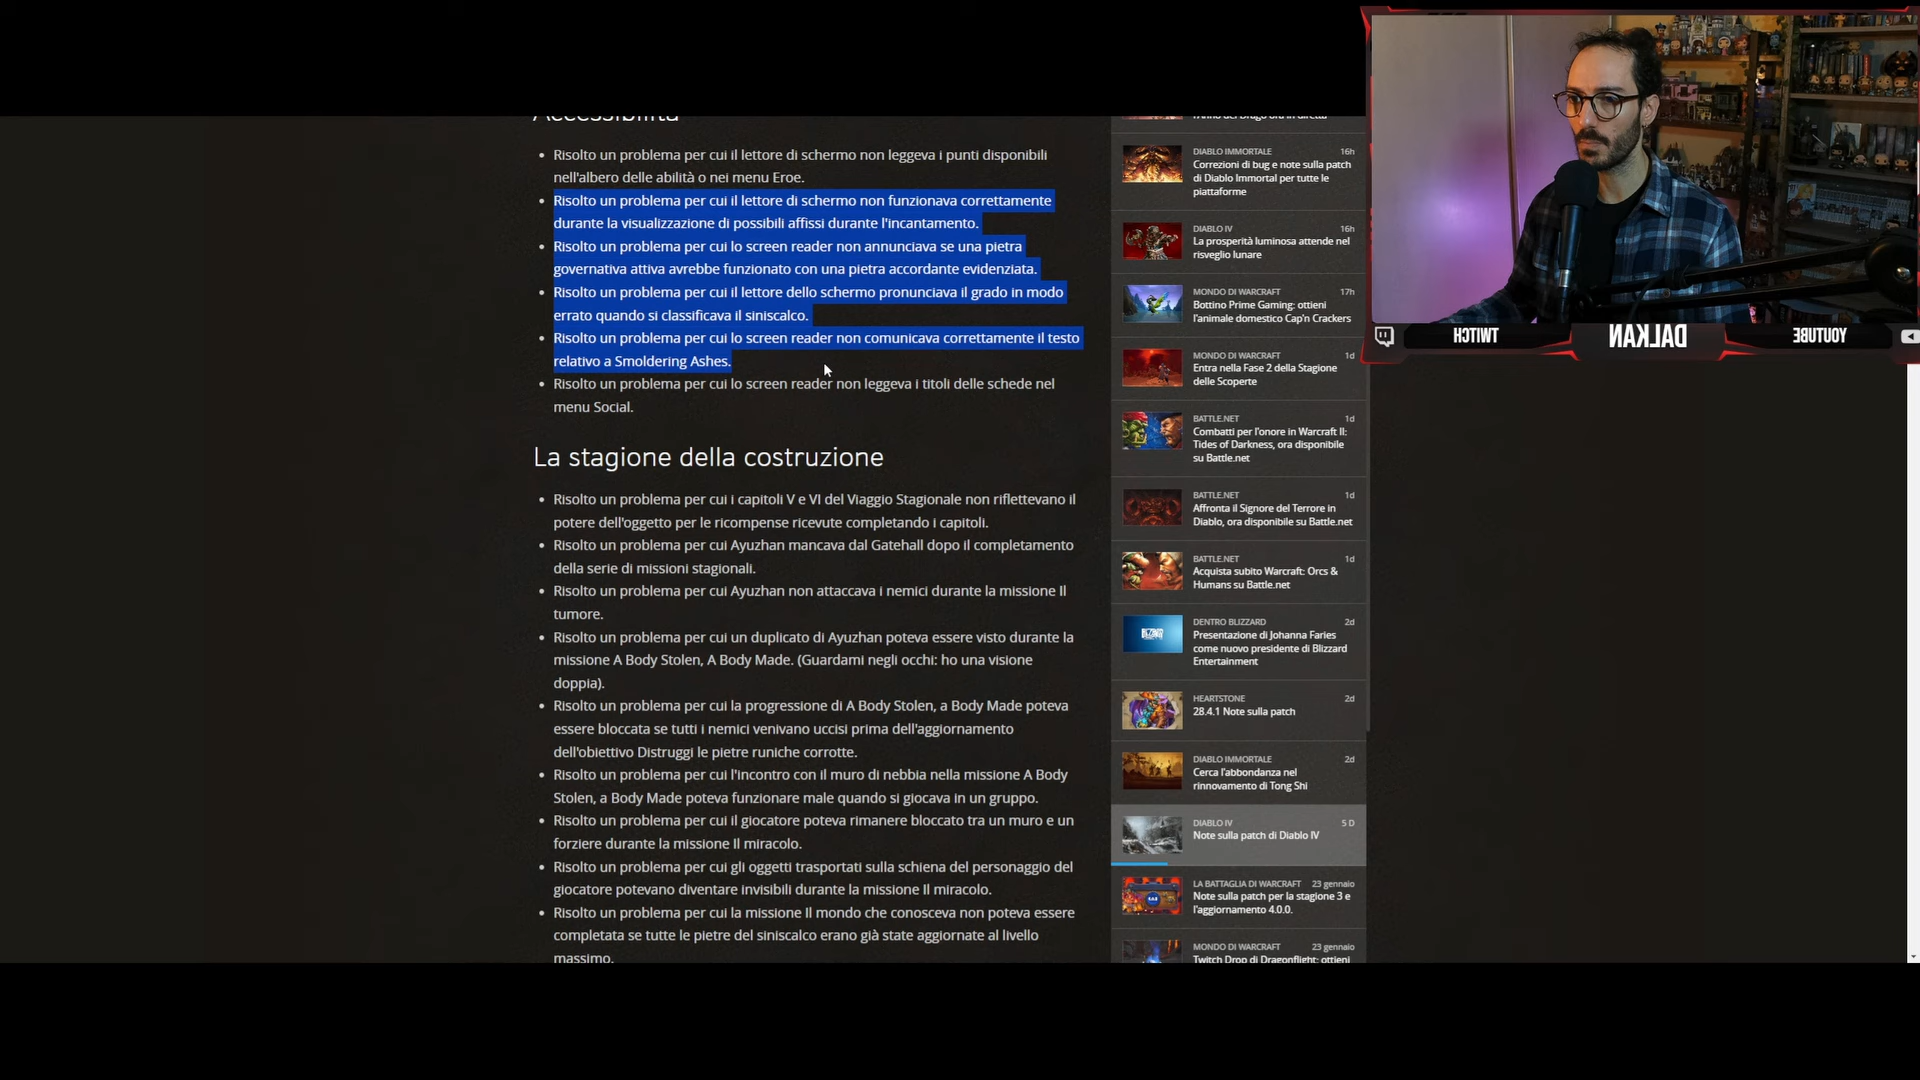 Accessibilità
Risolto un problema per cui il lettore di schermo non leggeva i punti disponibili
nell'albero delle abilità o nei menu Eroe.
Risolto un problema per cui il lettore di schermo non funzionava correttamente
durante la visualizzazione di possibili affissi durante l'incantamento.
Risolto un problema per cui lo screen reader non annunciava se una pietra
governativa attiva avrebbe funzionato con una pietra accordante evidenziata.
Risolto un problema per cui il lettore dello schermo pronunciava il grado in modo
errato quando si classificava il siniscalco.
Risolto un problema per cui lo screen reader non comunicava correttamente il testo
relativo a Smoldering Ashes.
Risolto un problema per cui lo screen reader non leggeva i titoli delle schede nel
menu Social.
La stagione della costruzione
Risolto un problema per cui i capitoli V e VI del Viaggio Stagionale non riflettevano il
potere dell'oggetto per le ricompense ricevute completando i capitoli.
Risolto un problema per cui Ayuzhan mancava dal Gatehall dopo il completamento
della serie di missioni stagionali.
Risolto un problema per cui Ayuzhan non attaccava i nemici durante la missione Il
tumore.
Risolto un problema per cui un duplicato di Ayuzhan poteva essere visto durante la
missione A Body Stolen, A Body Made. (Guardami negli occhi: ho una visione
doppia).
Risolto un problema per cui la progressione di A Body Stolen, a Body Made poteva
essere bloccata se tutti i nemici venivano uccisi prima dell'aggiornamento
dell'obiettivo Distruggi le pietre runiche corrotte.
Risolto un problema per cui l'incontro con il muro di nebbia nella missione A Body
Stolen, a Body Made poteva funzionare male quando si giocava in un gruppo.
Risolto un problema per cui il giocatore poteva rimanere bloccato tra un muro e un
forziere durante la missione Il miracolo.
Risolto un problema per cui gli oggetti trasportati sulla schiena del personaggio del
giocatore potevano diventare invisibili durante la missione Il miracolo.
Risolto un problema per cui la missione Il mondo che conosceva non poteva essere
completata se tutte le pietre del siniscalco erano già state aggiornate al livello
massimo.
l'Anno del Drago ora in diretta
DIABLO IMMORTALE 16h
Correzioni di bug e note sulla patch
di Diablo Immortal per tutte le
piattaforme
DIABLO IV 16h
La prosperità luminosa attende nel
risveglio lunare
MONDO DI WARCRAFT 17h
Bottino Prime Gaming: ottieni
l'animale domestico Cap'n Crackers
MONDO DI WARCRAFT 1d
Entra nella Fase 2 della Stagione
delle Scoperte
BATTLE.NET 1d
Combatti per l'onore in Warcraft II:
Tides of Darkness, ora disponibile
su Battle.net
BATTLE.NET 1d
Affronta il Signore del Terrore in
Diablo, ora disponibile su Battle.net
BATTLE.NET 1d
Acquista subito Warcraft: Orcs &
Humans su Battle.net
DENTRO BLIZZARD 2d
Presentazione di Johanna Faries
come nuovo presidente di Blizzard
Entertainment
HEARTSTONE 2d
28.4.1 Note sulla patch
DIABLO IMMORTALE 2d
Cerca l'abbondanza nel
rinnovamento di Tong Shi
DIABLO IV 5 D
Note sulla patch di Diablo IV
LA BATTAGLIA DI WARCRAFT 23 gennaio
Note sulla patch per la stagione 3 e
l'aggiornamento 4.0.0.
MONDO DI WARCRAFT 23 gennaio
Twitch Drop di Dragonflight: ottieni
TWITCH
DALKAN
YOUTUBE